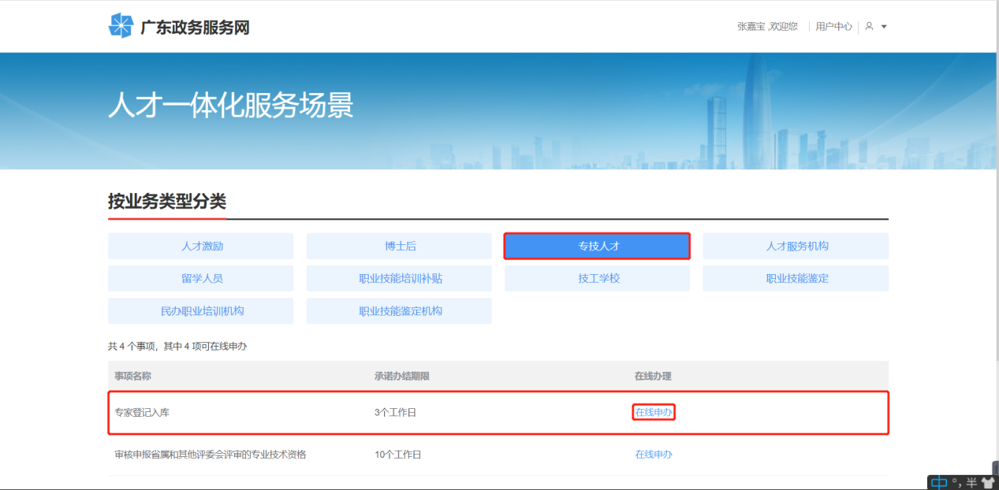 广东政务服务网
张嘉宝 ,欢迎您 用户中心
人才一体化服务场景
按业务类型分类
人才激励 博士后 专技人才 人才服务机构
留学人员 职业技能培训补贴 技工学校 职业技能鉴定
民办职业培训机构 职业技能鉴定机构
共 4 个事项，其中 4 项可在线申办
事项名称 承诺办结期限 在线办理
专家登记入库 3个工作日 在线申办
审核申报省属和其他评委会评审的专业技术资格 10个工作日 在线申办
中 °, 半